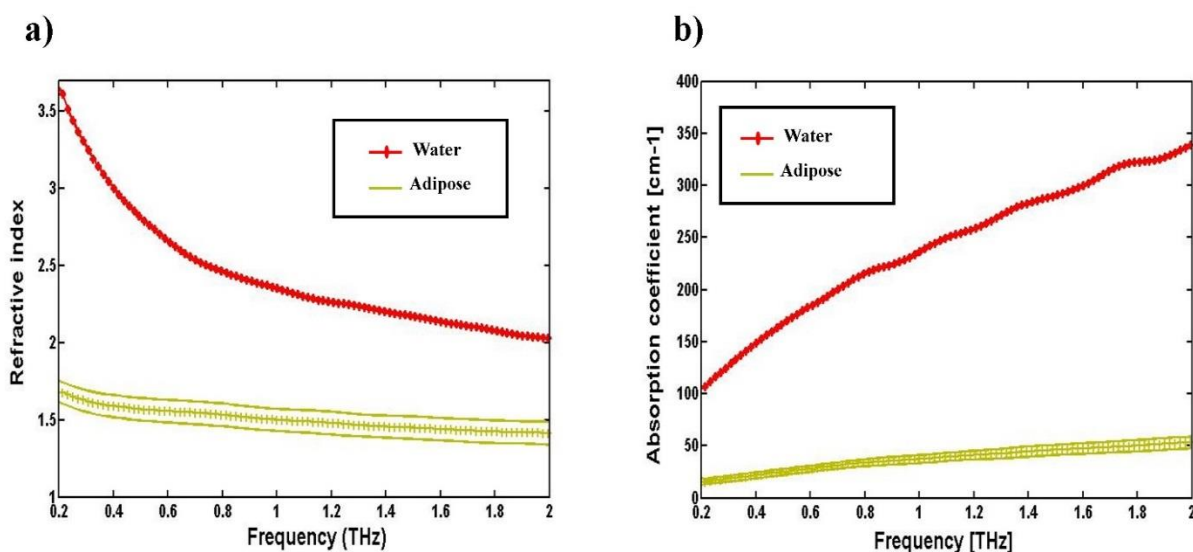 a)
3.5
3
2.5
2
1.5
1
Refractive index
Water
Adipose
0.2 0.4 0.6 0.8 1 1.2 1.4 1.6 1.8 2
Frequency (THz)
b)
400
350
300
250
200
150
100
50
0
Absorption coefficient [cm-1]
Water
Adipose
0.2 0.4 0.6 0.8 1 1.2 1.4 1.6 1.8 2
Frequency [THz]